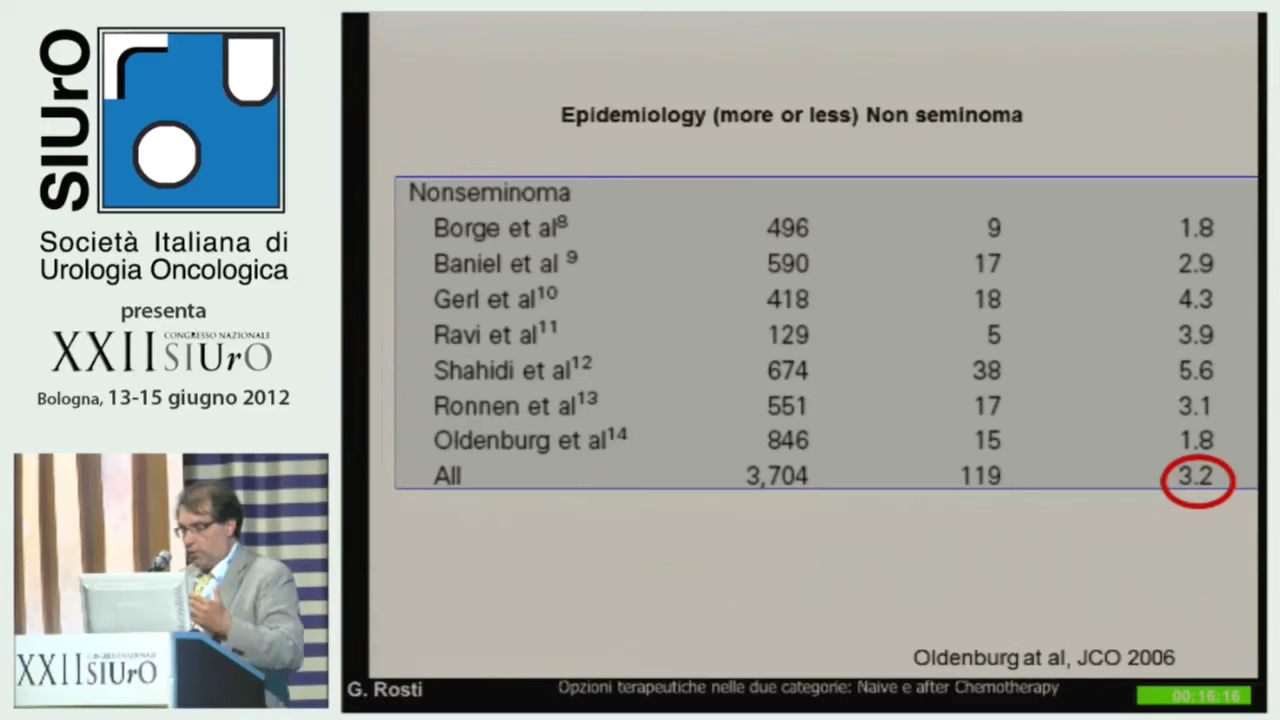 SIUrO
Società Italiana di
Urologia Oncologica
presenta
XXII CONGRESSO NAZIONALE SIUrO
Bologna, 13-15 giugno 2012
CONGRESSO NAZIONALE
XXII SIUrO
Epidemiology (more or less) Non seminoma
Nonseminoma
Borge et al8 496 9 1.8
Baniel et al 9 590 17 2.9
Gerl et al10 418 18 4.3
Ravi et al11 129 5 3.9
Shahidi et al12 674 38 5.6
Ronnen et al13 551 17 3.1
Oldenburg et al14 846 15 1.8
All 3,704 119 3.2
Oldenburg at al, JCO 2006
G. Rosti
Opzioni terapeutiche nelle due categorie: Naive e after Chemotherapy
00:16:16